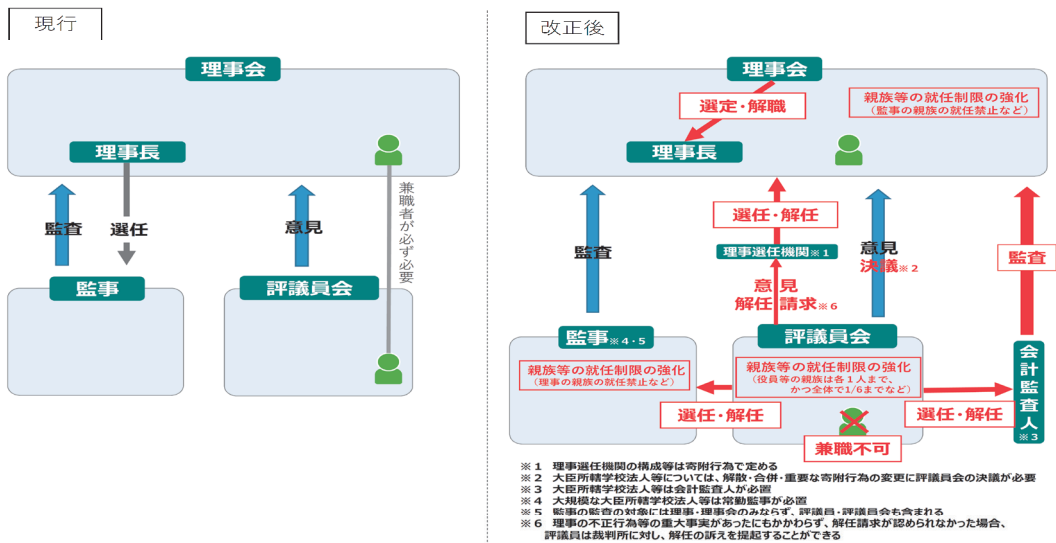 現行
理事会
理事長
監査
選任
意見
兼職者が必ず必要
監事
評議員会
改正後
理事会
選定・解職
親族等の就任制限の強化
（監事の親族の就任禁止など）
理事長
選任・解任
監査
理事選任機関※1
意見
決議※2
監査
意見
解任請求※6
監事※4・5
評議員会
親族等の就任制限の強化
（理事の親族の就任禁止など）
親族等の就任制限の強化
（役員等の親族は各1人まで、
かつ全体で1/6までなど）
会計監査人
※3
選任・解任
選任・解任
兼職不可
※1 理事選任機関の構成等は寄附行為で定める
※2 大臣所轄学校法人等については、解散・合併・重要な寄附行為の変更に評議員会の決議が必要
※3 大臣所轄学校法人等は会計監査人が必置
※4 大規模な大臣所轄学校法人等は常勤監事が必置
※5 監事の監査の対象には理事・理事会のみならず、評議員・評議員会も含まれる
※6 理事の不正行為等の重大事実があったにもかかわらず、解任請求が認められなかった場合、
評議員は裁判所に対し、解任の訴えを提起することができる